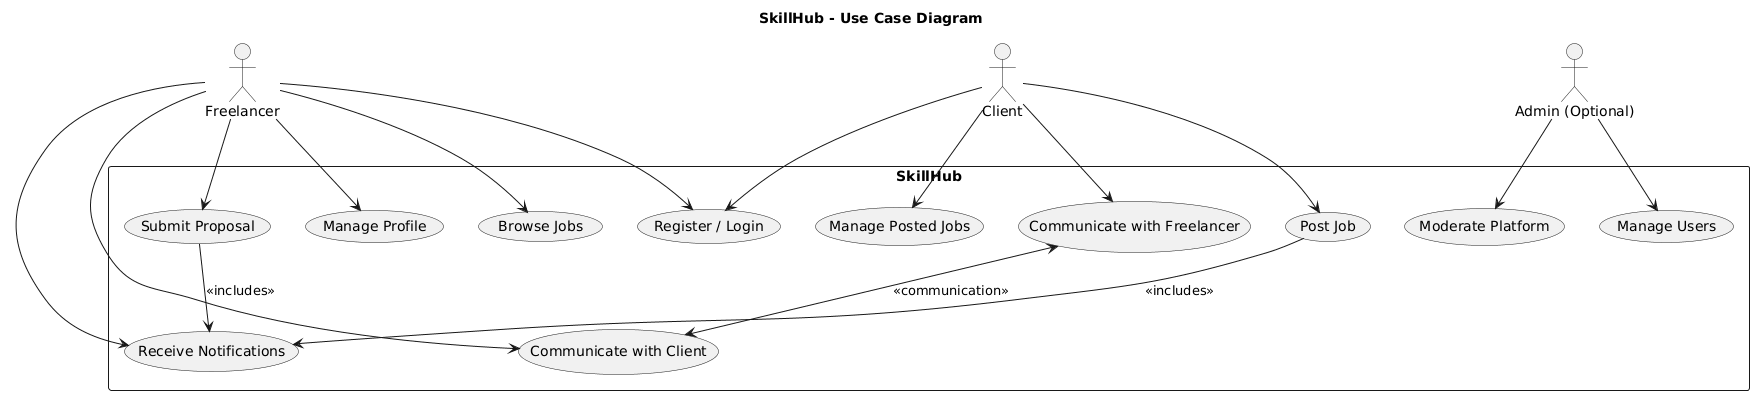 SkillHub - Use Case Diagram
Freelancer
Client
Admin (Optional)
SkillHub
Submit Proposal
Manage Profile
Browse Jobs
Register / Login
Manage Posted Jobs
Communicate with Freelancer
Post Job
Moderate Platform
Manage Users
«includes»
«communication»
«includes»
Receive Notifications
Communicate with Client